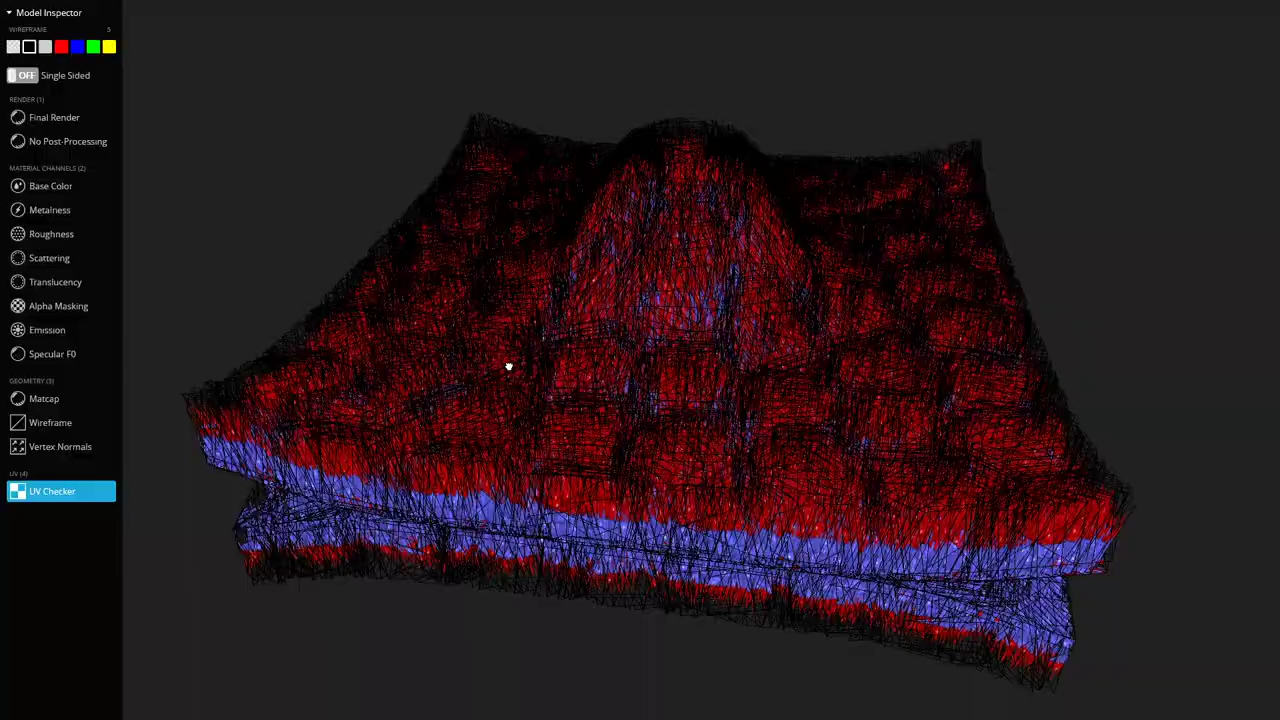 Model Inspector
WIREFRAME 5
OFF Single Sided
RENDER (1)
Final Render
No Post-Processing
MATERIAL CHANNELS (2)
Base Color
Metalness
Roughness
Scattering
Translucency
Alpha Masking
Emission
Specular F0
GEOMETRY (3)
Matcap
Wireframe
Vertex Normals
UV (4)
UV Checker